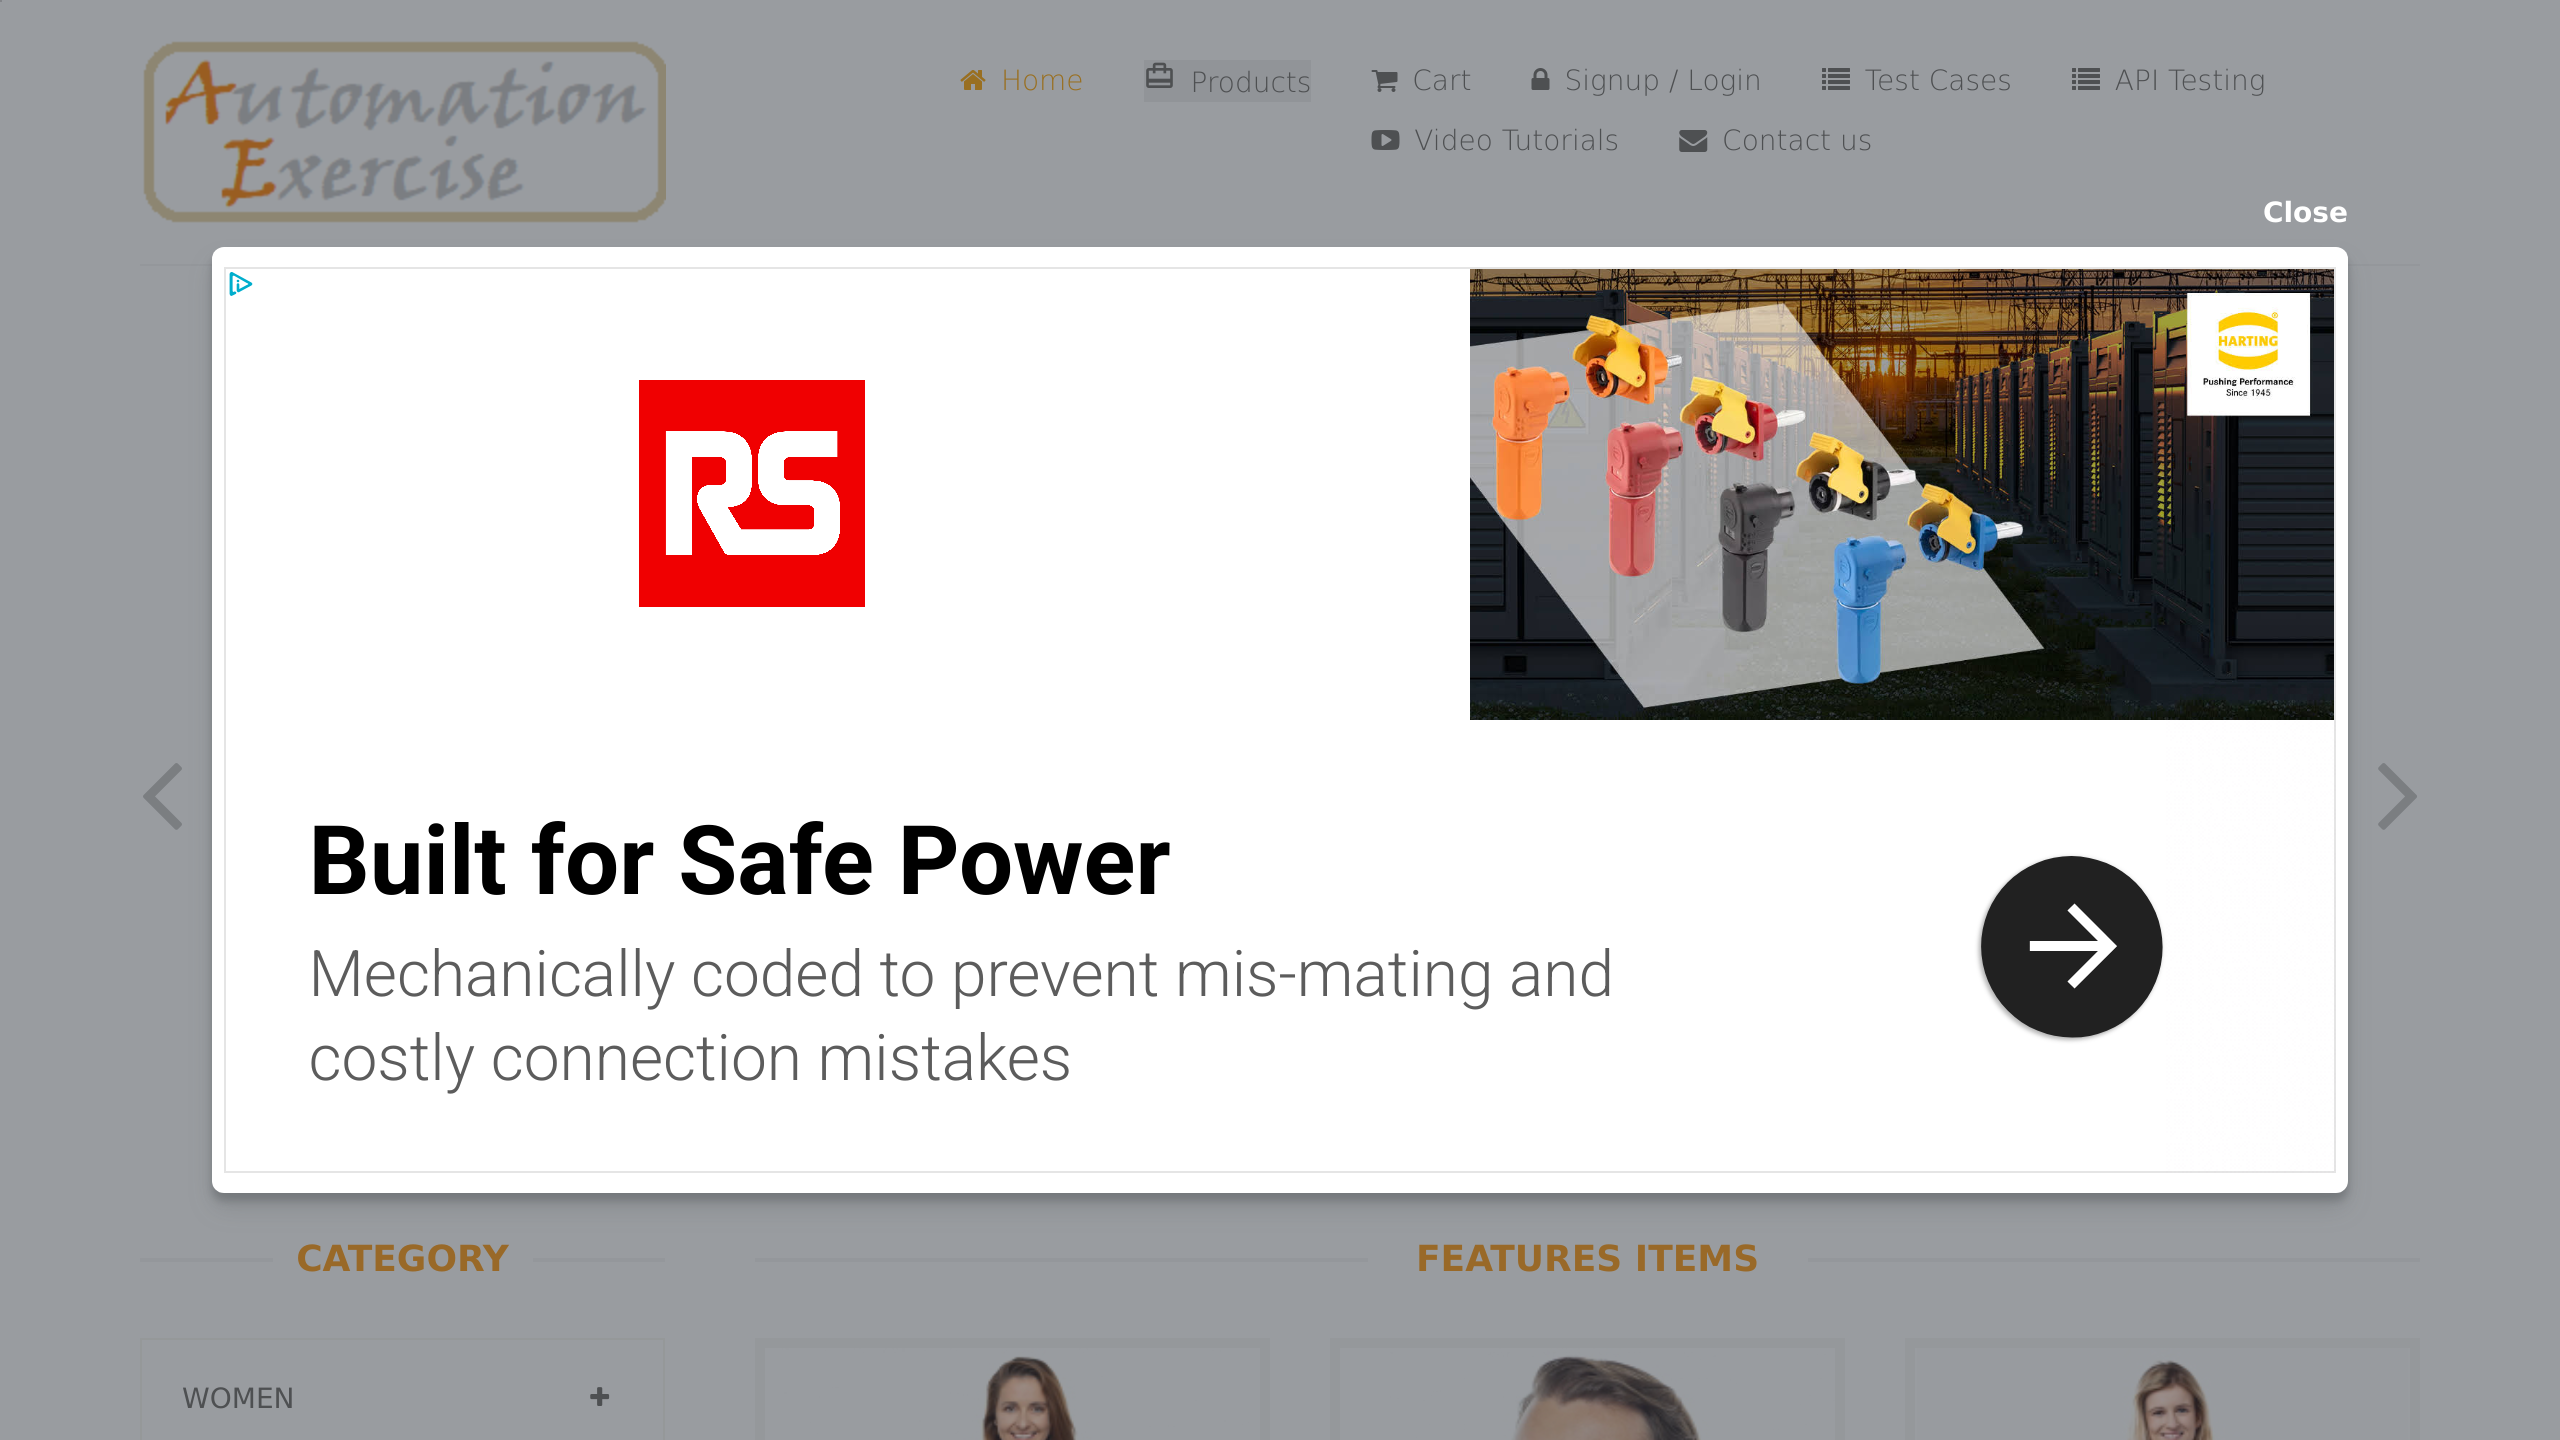 Automation
Exercise
Home
Products
Cart
Signup / Login
Test Cases
API Testing
Video Tutorials
Contact us
Close
RS
HARTING
®
Pushing Performance
Since 1945
Built for Safe Power
Mechanically coded to prevent mis-mating and
costly connection mistakes
CATEGORY
FEATURES ITEMS
WOMEN